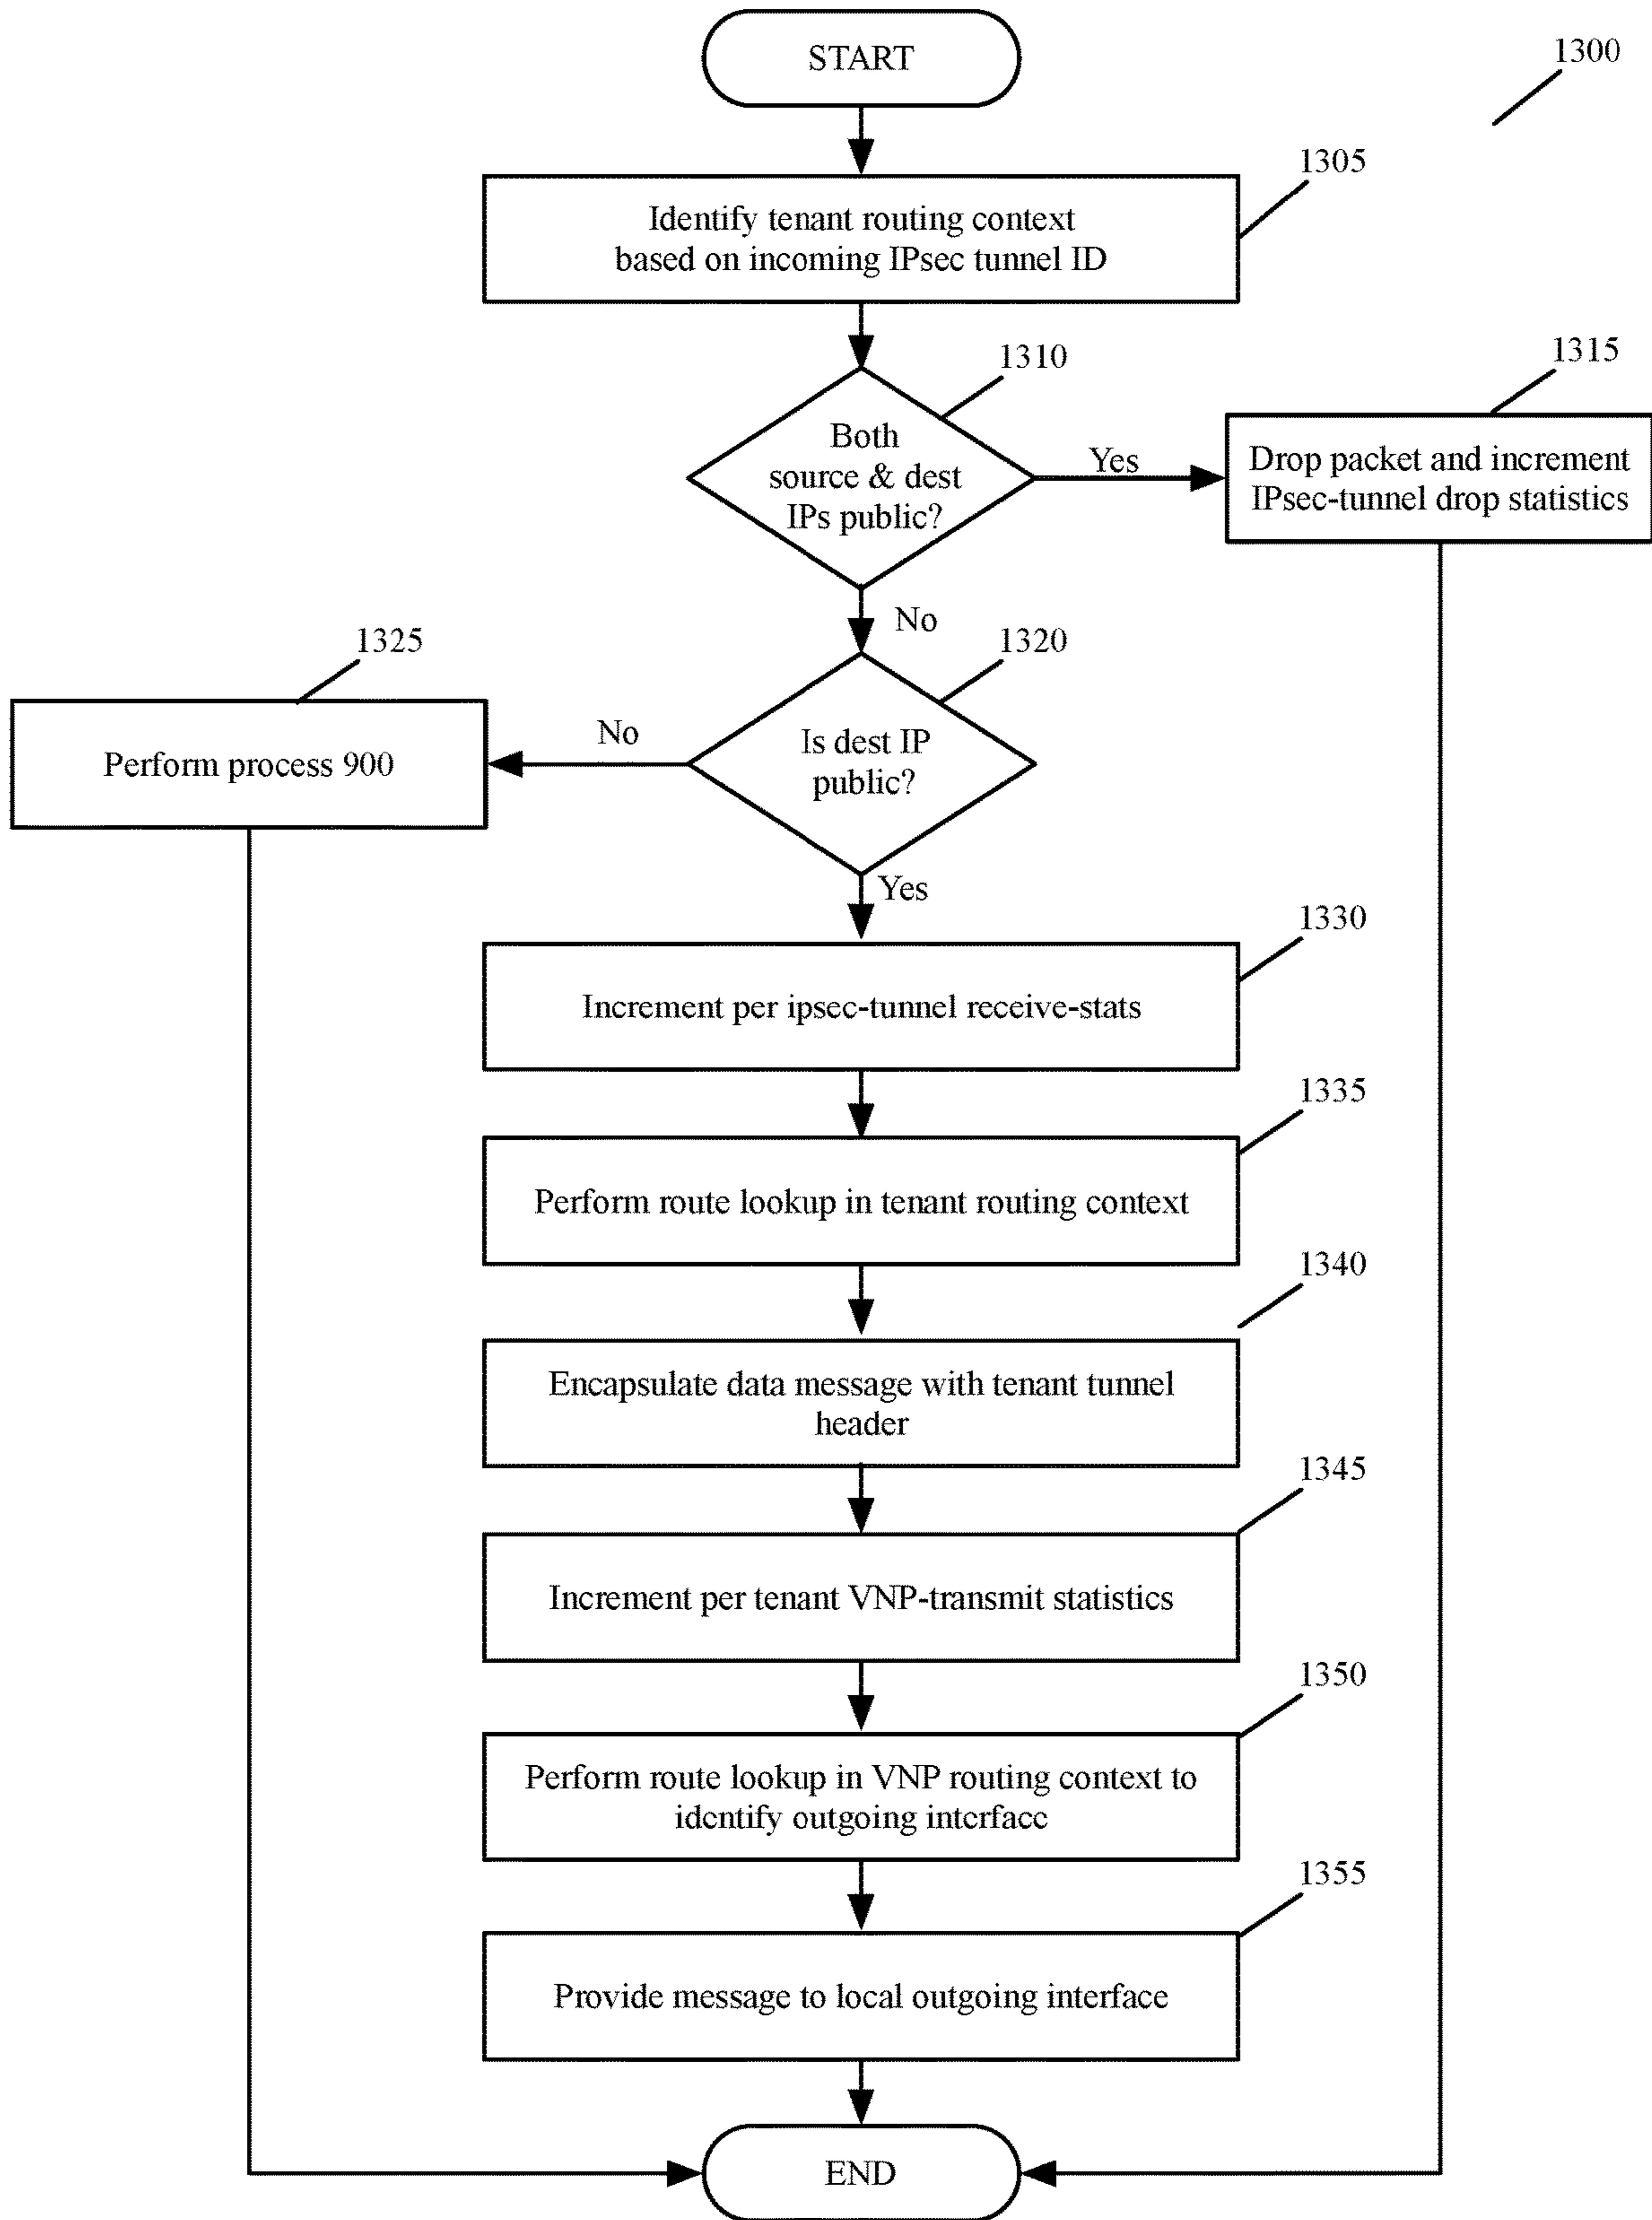 START
1300
1305
Identify tenant routing context
based on incoming IPsec tunnel ID
1310
1315
Both
source & dest
IPs public?
Yes
Drop packet and increment
IPsec-tunnel drop statistics
No
1325
1320
Perform process 900
No
Is dest IP
public?
Yes
1330
Increment per ipsec-tunnel receive-stats
1335
Perform route lookup in tenant routing context
1340
Encapsulate data message with tenant tunnel
header
1345
Increment per tenant VNP-transmit statistics
1350
Perform route lookup in VNP routing context to
identify outgoing interface
1355
Provide message to local outgoing interface
END